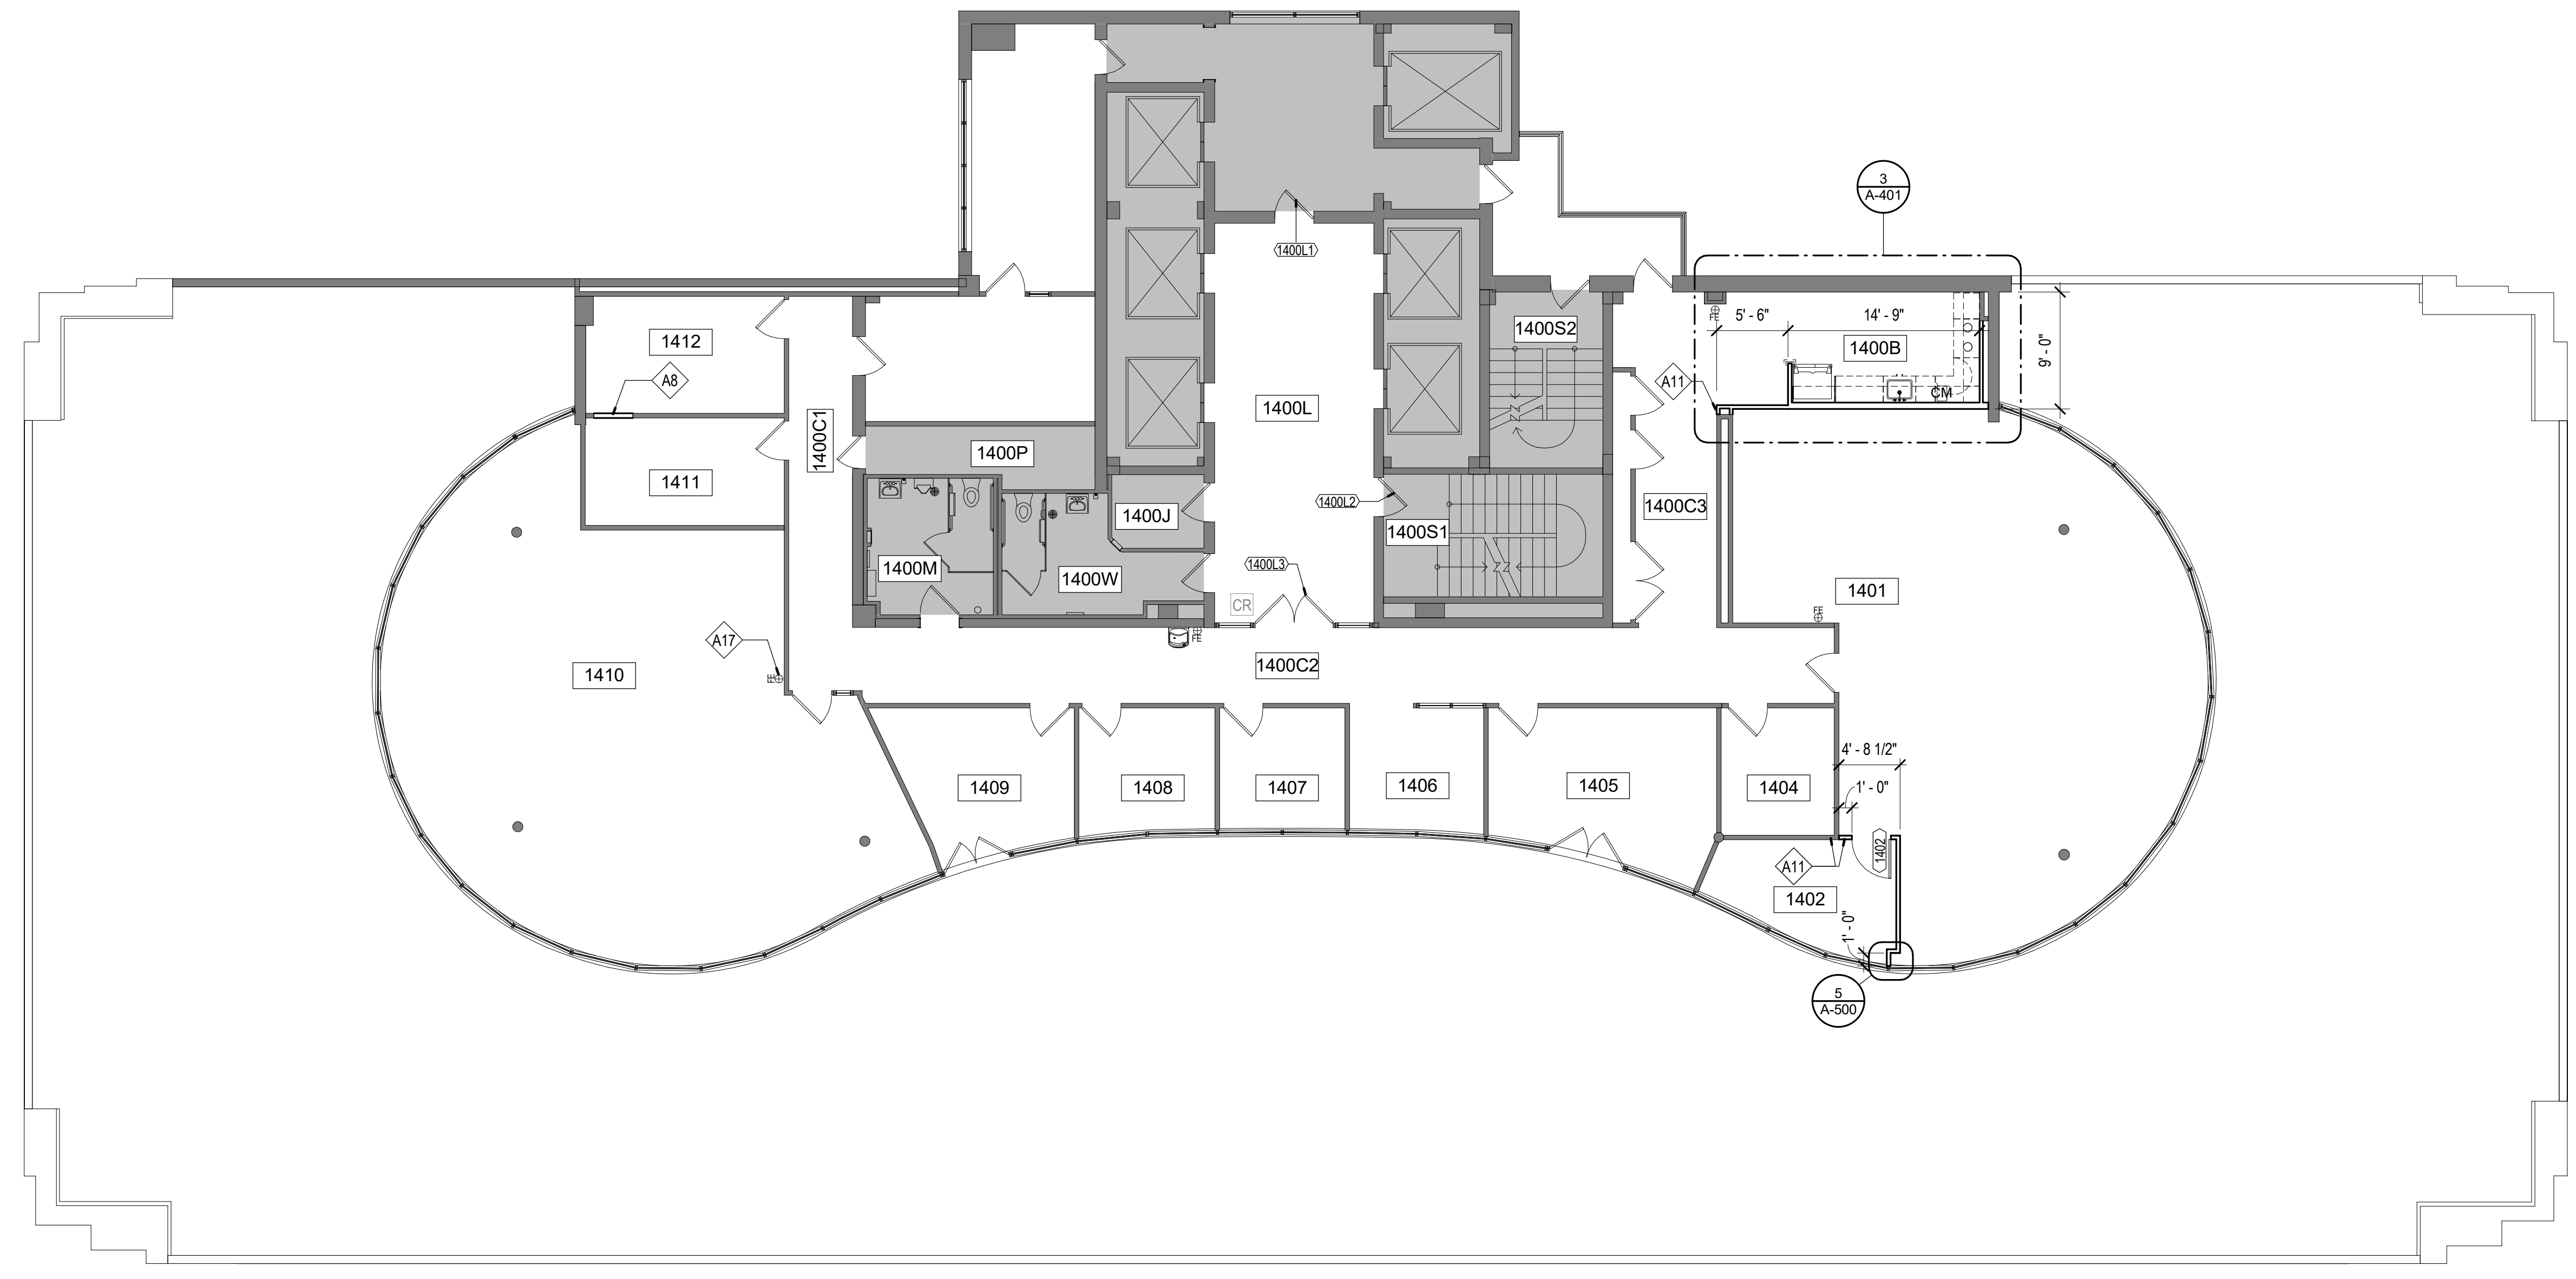 3
A-401
1400L1
FE
5' - 6"
14' - 9"
1400S2
1412
1400B
9' - 0"
A8
A11
CM
1400L
1400C1
1400P
1411
1400L2
1400C3
1400J
1400S1
1400M
1400L3
1400W
1401
CR
FE
A17
FE
1400C2
1410
FE
4' - 8 1/2"
1409
1408
1407
1406
1405
1404
1' - 0"
1402
A11
1402
1' - 0"
5
A-500